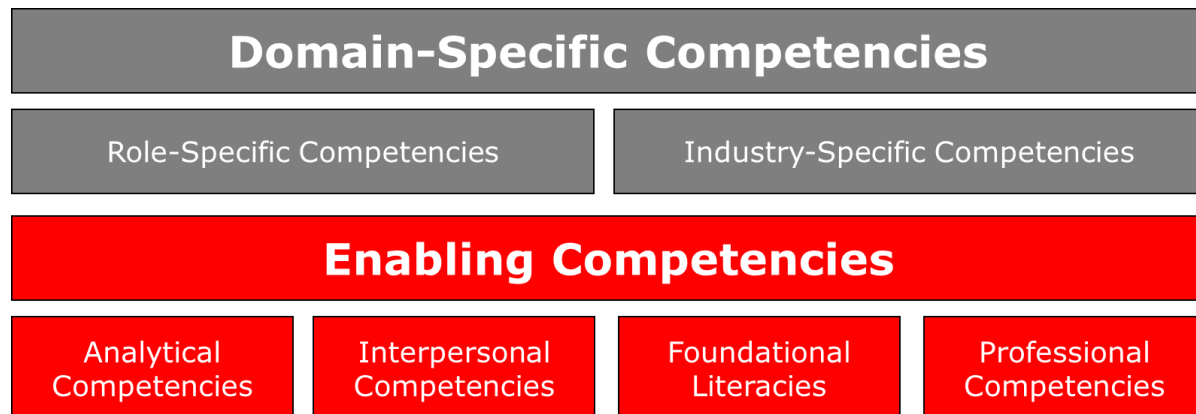 Domain-Specific Competencies
Role-Specific Competencies
Industry-Specific Competencies
Enabling Competencies
Analytical
Competencies
Interpersonal
Competencies
Foundational
Literacies
Professional
Competencies